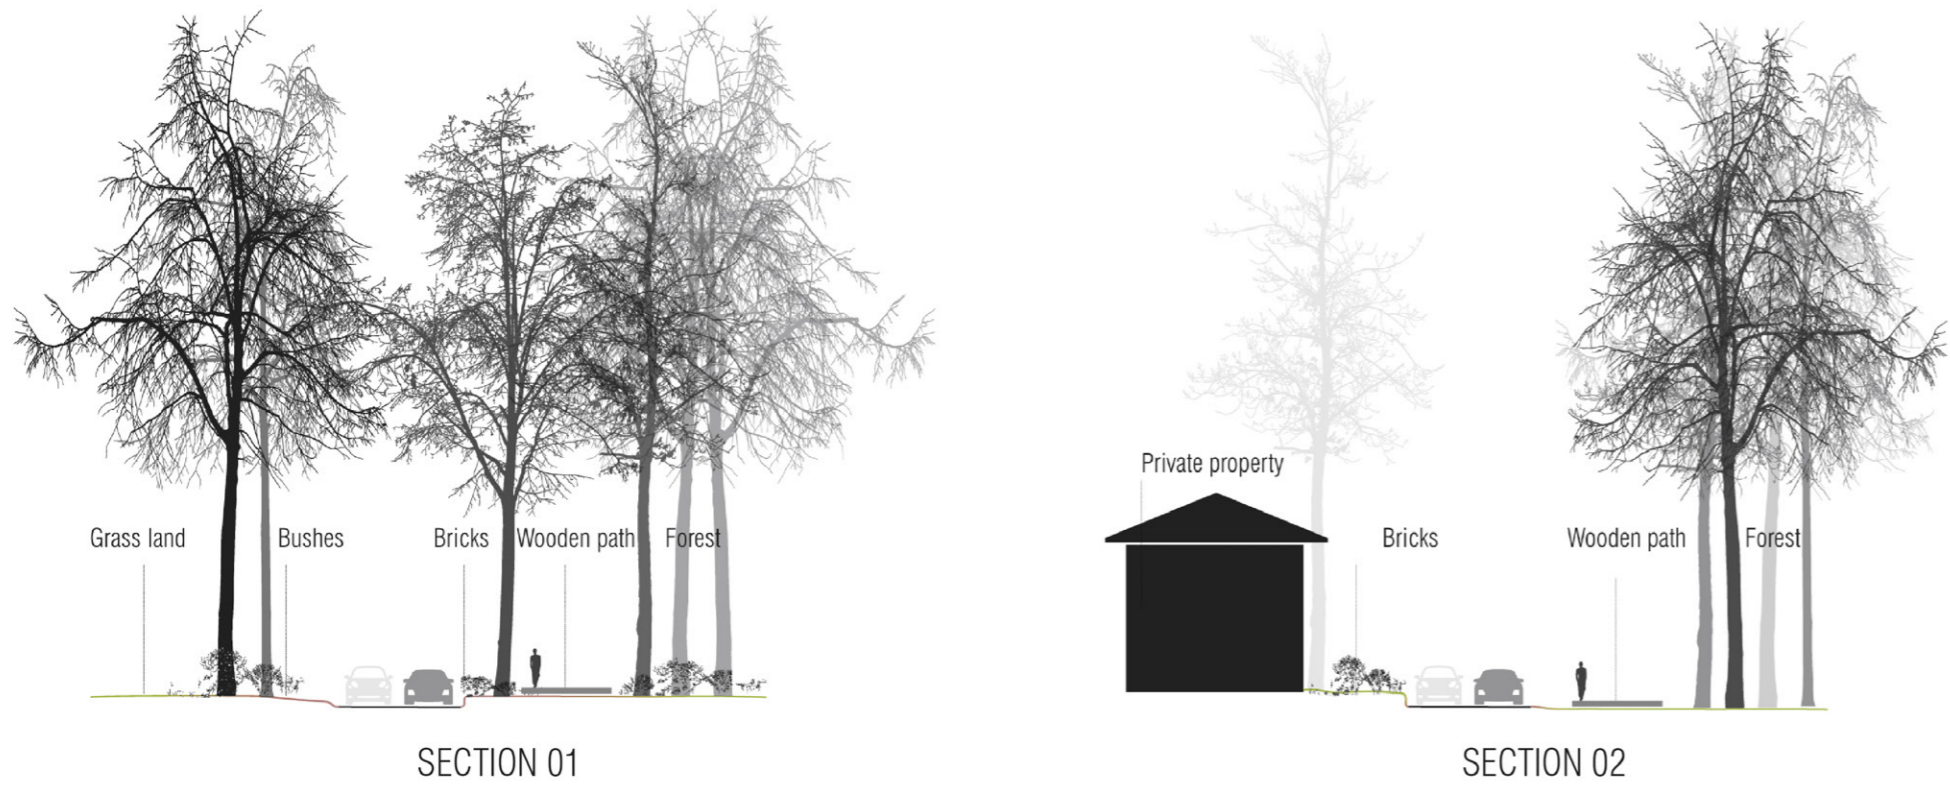 Grass land
Bushes
Bricks
Wooden path
Forest
SECTION 01
Private property
Bricks
Wooden path
Forest
SECTION 02